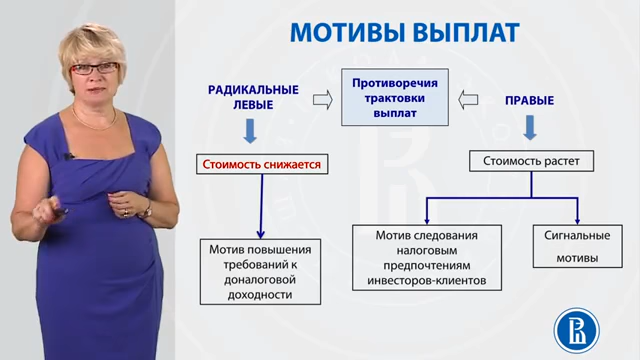 МОТИВЫ ВЫПЛАТ
РАДИКАЛЬНЫЕ
ЛЕВЫЕ
Противоречия
трактовки
выплат
ПРАВЫЕ
Стоимость снижается
Стоимость растет
Мотив повышения
требований к
доналоговой
доходности
Мотив следования
налоговым
предпочтениям
инвесторов-клиентов
Сигнальные
мотивы